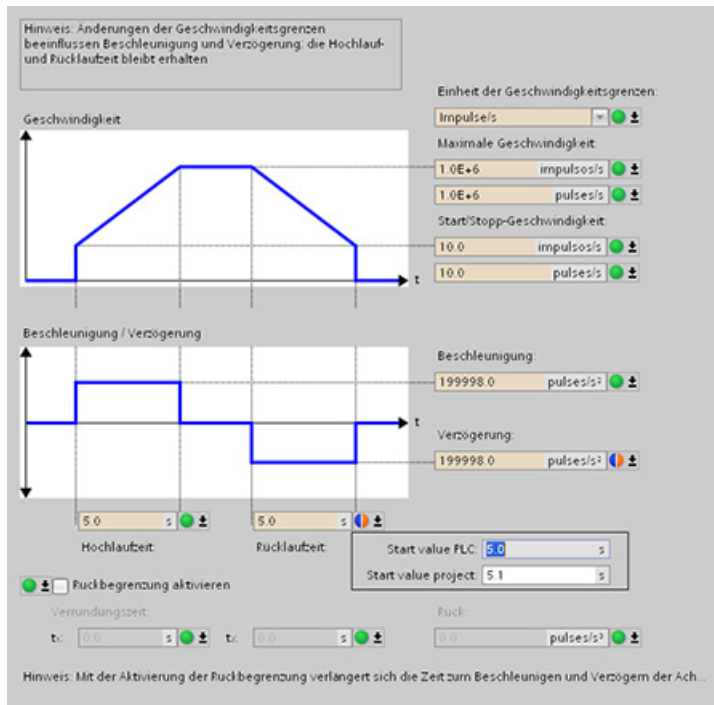 Hinweis: Änderungen der Geschwindigkeitsgrenzen
beeinflussen Beschleunigung und Verzögerung; die Hochlauf-
und Rücklaufzeit bleibt erhalten
Einheit der Geschwindigkeitsgrenzen:
Impulse/s
Geschwindigkeit
Maximale Geschwindigkeit:
1.0E+6 impulsos/s
1.0E+6 pulses/s
Start/Stopp-Geschwindigkeit:
10.0 impulsos/s
10.0 pulses/s
t
Beschleunigung / Verzögerung
Beschleunigung:
199998.0 pulses/s²
t
Verzögerung:
199998.0 pulses/s²
5.0 s
5.0 s
Hochlaufzeit:
Rücklaufzeit:
Start value PLC: 5.0 s
Start value project: 5.1 s
Ruckbegrenzung aktivieren
Verrundungszeit:
Ruck:
0.0 s
0.0 s
0.0 pulses/s³
Hinweis: Mit der Aktivierung der Ruckbegrenzung verlängert sich die Zeit zum Beschleunigen und Verzögern der Ach...